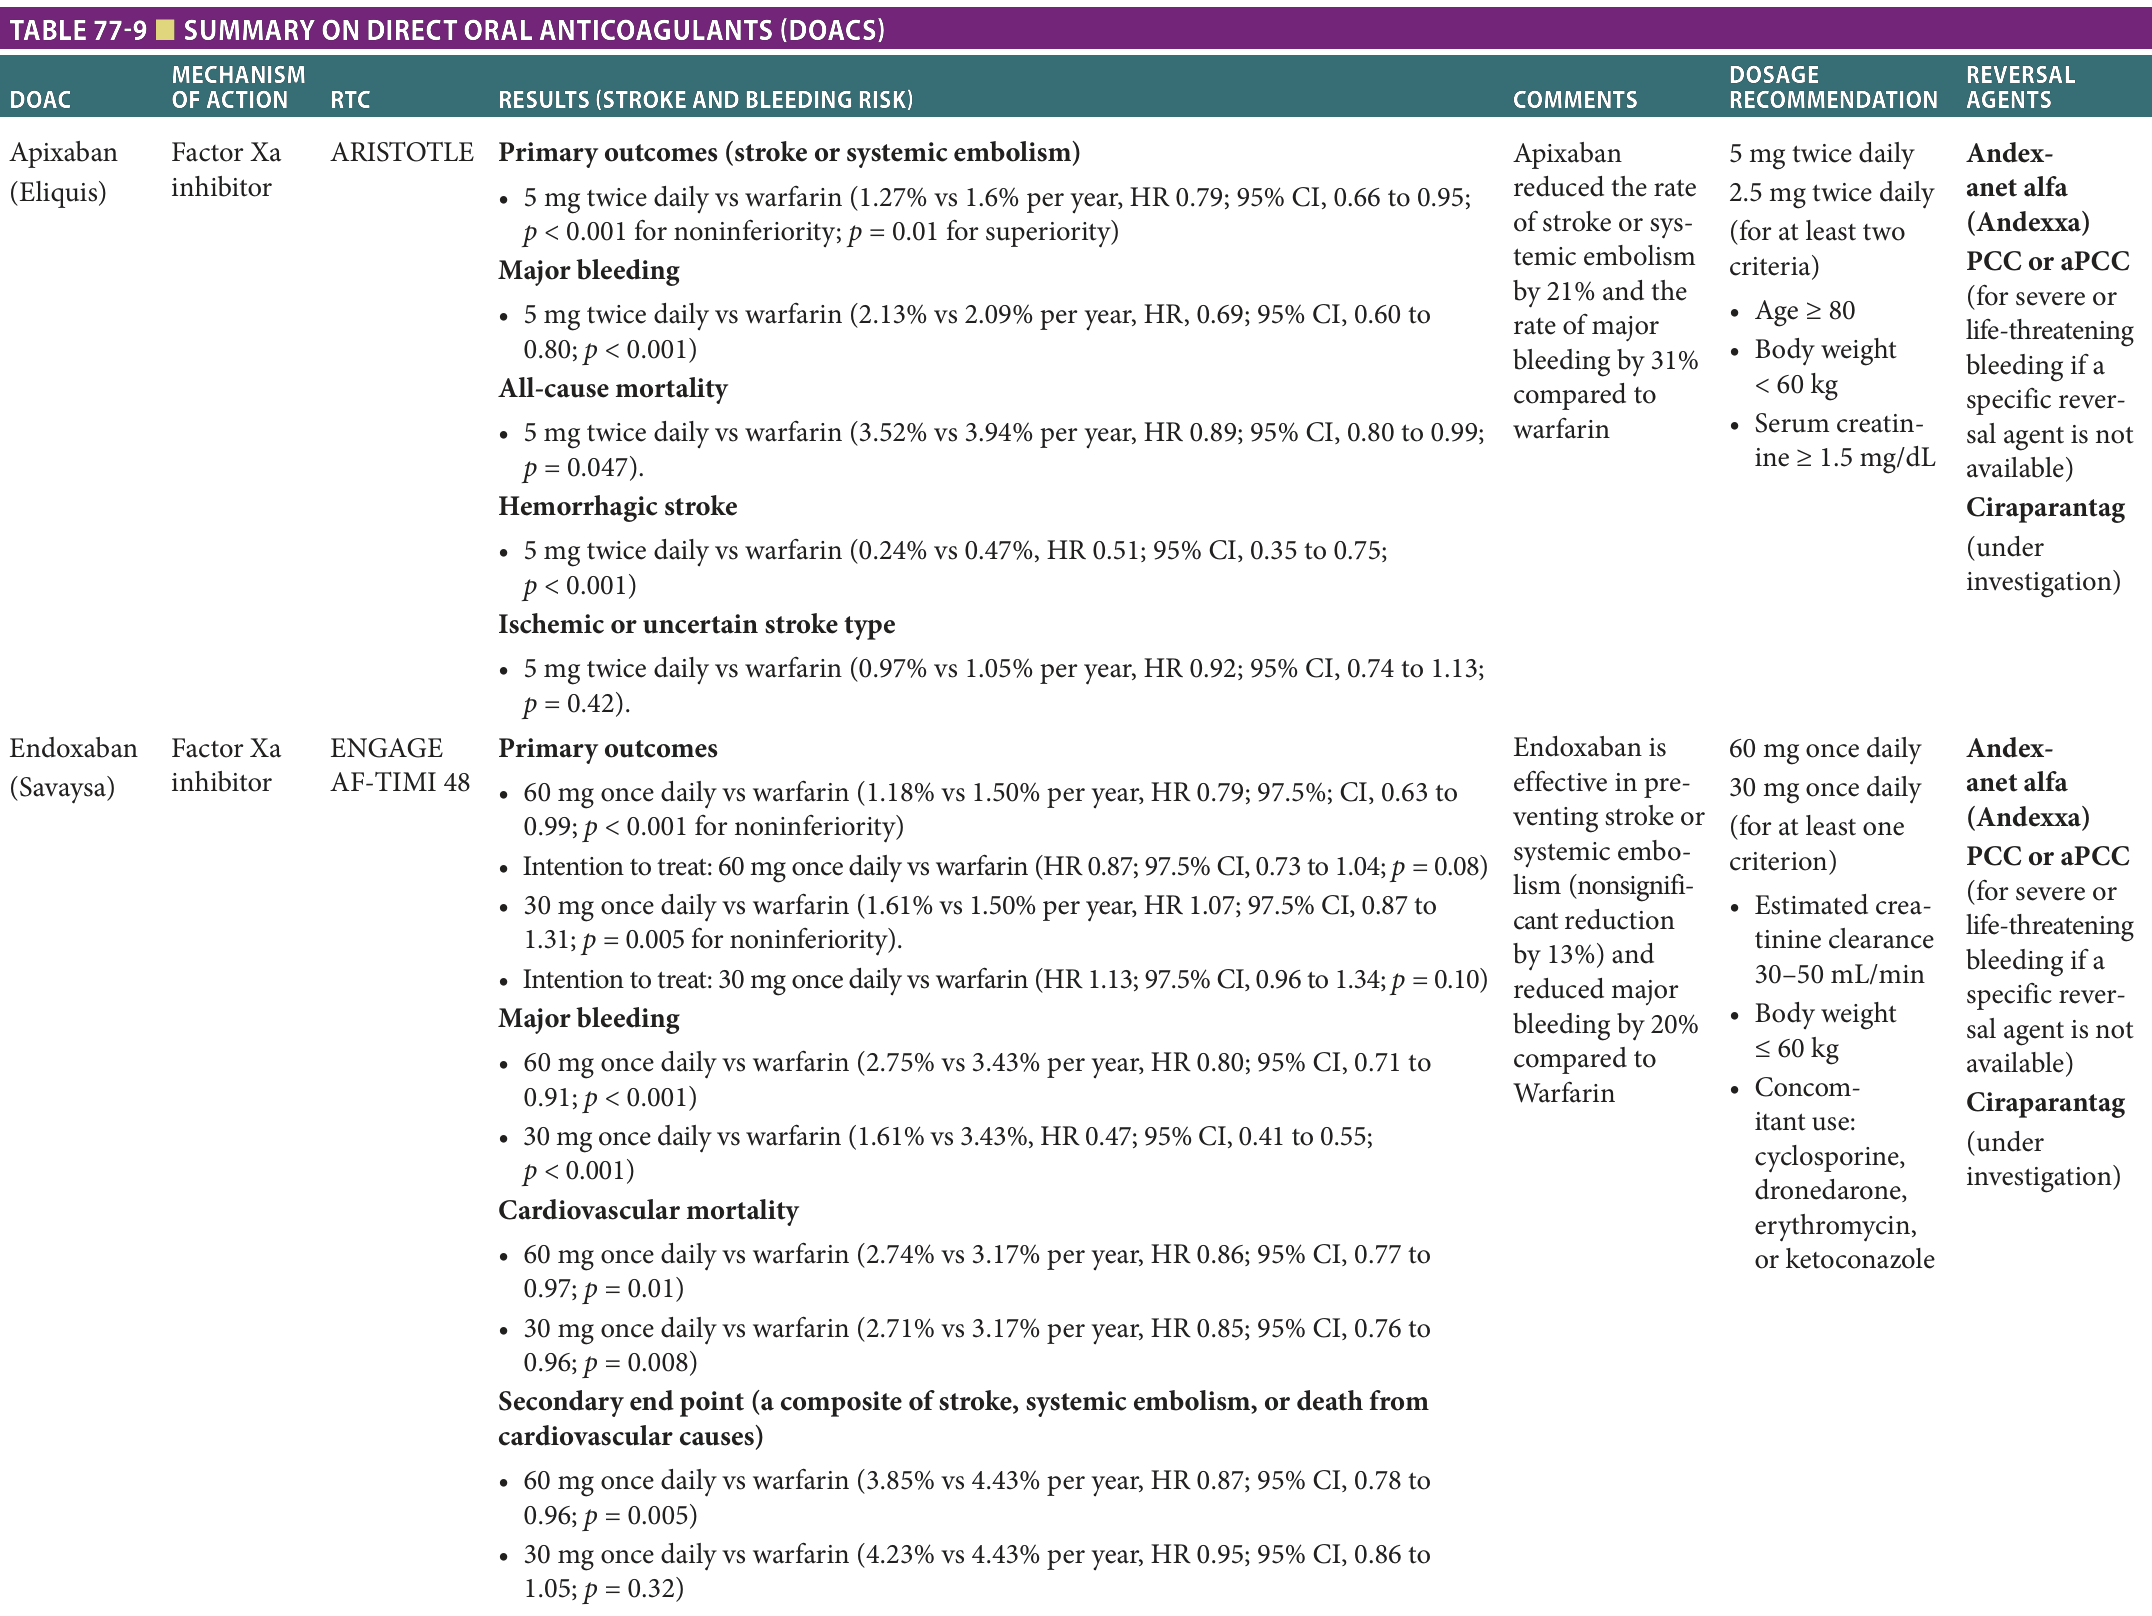 TABLE 77-9 ■ SUMMARY ON DIRECT ORAL ANTICOAGULANTS (DOACS)
DOAC
MECHANISM
OF ACTION
RTC
RESULTS (STROKE AND BLEEDING RISK)
COMMENTS
DOSAGE
RECOMMENDATION
REVERSAL
AGENTS
Apixaban
(Eliquis)
Factor Xa
inhibitor
ARISTOTLE
Primary outcomes (stroke or systemic embolism)
• 5 mg twice daily vs warfarin (1.27% vs 1.6% per year, HR 0.79; 95% CI, 0.66 to 0.95;
p < 0.001 for noninferiority; p = 0.01 for superiority)
Major bleeding
• 5 mg twice daily vs warfarin (2.13% vs 2.09% per year, HR, 0.69; 95% CI, 0.60 to
0.80; p < 0.001)
All-cause mortality
• 5 mg twice daily vs warfarin (3.52% vs 3.94% per year, HR 0.89; 95% CI, 0.80 to 0.99;
p = 0.047).
Hemorrhagic stroke
• 5 mg twice daily vs warfarin (0.24% vs 0.47%, HR 0.51; 95% CI, 0.35 to 0.75;
p < 0.001)
Ischemic or uncertain stroke type
• 5 mg twice daily vs warfarin (0.97% vs 1.05% per year, HR 0.92; 95% CI, 0.74 to 1.13;
p = 0.42).
Apixaban
reduced the rate
of stroke or sys-
temic embolism
by 21% and the
rate of major
bleeding by 31%
compared to
warfarin
5 mg twice daily
2.5 mg twice daily
(for at least two
criteria)
• Age ≥ 80
• Body weight
< 60 kg
• Serum creatin-
ine ≥ 1.5 mg/dL
Andex-
anet alfa
(Andexxa)
PCC or aPCC
(for severe or
life-threatening
bleeding if a
specific rever-
sal agent is not
available)
Ciraparantag
(under
investigation)
Endoxaban
(Savaysa)
Factor Xa
inhibitor
ENGAGE
AF-TIMI 48
Primary outcomes
• 60 mg once daily vs warfarin (1.18% vs 1.50% per year, HR 0.79; 97.5%; CI, 0.63 to
0.99; p < 0.001 for noninferiority)
• Intention to treat: 60 mg once daily vs warfarin (HR 0.87; 97.5% CI, 0.73 to 1.04; p = 0.08)
• 30 mg once daily vs warfarin (1.61% vs 1.50% per year, HR 1.07; 97.5% CI, 0.87 to
1.31; p = 0.005 for noninferiority).
• Intention to treat: 30 mg once daily vs warfarin (HR 1.13; 97.5% CI, 0.96 to 1.34; p = 0.10)
Major bleeding
• 60 mg once daily vs warfarin (2.75% vs 3.43% per year, HR 0.80; 95% CI, 0.71 to
0.91; p < 0.001)
• 30 mg once daily vs warfarin (1.61% vs 3.43%, HR 0.47; 95% CI, 0.41 to 0.55;
p < 0.001)
Cardiovascular mortality
• 60 mg once daily vs warfarin (2.74% vs 3.17% per year, HR 0.86; 95% CI, 0.77 to
0.97; p = 0.01)
• 30 mg once daily vs warfarin (2.71% vs 3.17% per year, HR 0.85; 95% CI, 0.76 to
0.96; p = 0.008)
Secondary end point (a composite of stroke, systemic embolism, or death from
cardiovascular causes)
• 60 mg once daily vs warfarin (3.85% vs 4.43% per year, HR 0.87; 95% CI, 0.78 to
0.96; p = 0.005)
• 30 mg once daily vs warfarin (4.23% vs 4.43% per year, HR 0.95; 95% CI, 0.86 to
1.05; p = 0.32)
Endoxaban is
effective in pre-
venting stroke or
systemic embo-
lism (nonsignifi-
cant reduction
by 13%) and
reduced major
bleeding by 20%
compared to
Warfarin
60 mg once daily
30 mg once daily
(for at least one
criterion)
• Estimated crea-
tinine clearance
30–50 mL/min
• Body weight
≤ 60 kg
• Concom-
itant use:
cyclosporine,
dronedarone,
erythromycin,
or ketoconazole
Andex-
anet alfa
(Andexxa)
PCC or aPCC
(for severe or
life-threatening
bleeding if a
specific rever-
sal agent is not
available)
Ciraparantag
(under
investigation)